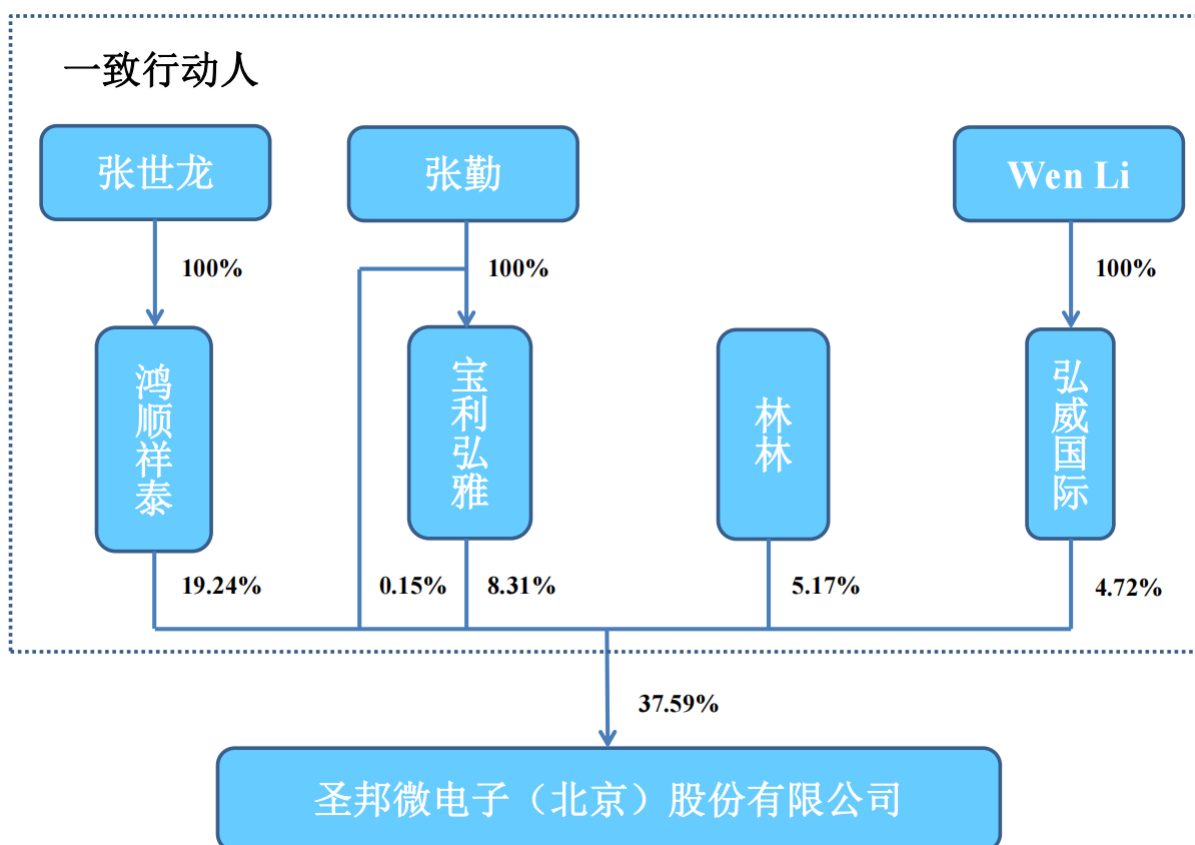 一致行动人
张世龙
张勤
Wen Li
100%
100%
100%
鸿顺祥泰
宝利弘雅
林林
弘威国际
19.24%
0.15%
8.31%
5.17%
4.72%
37.59%
圣邦微电子（北京）股份有限公司